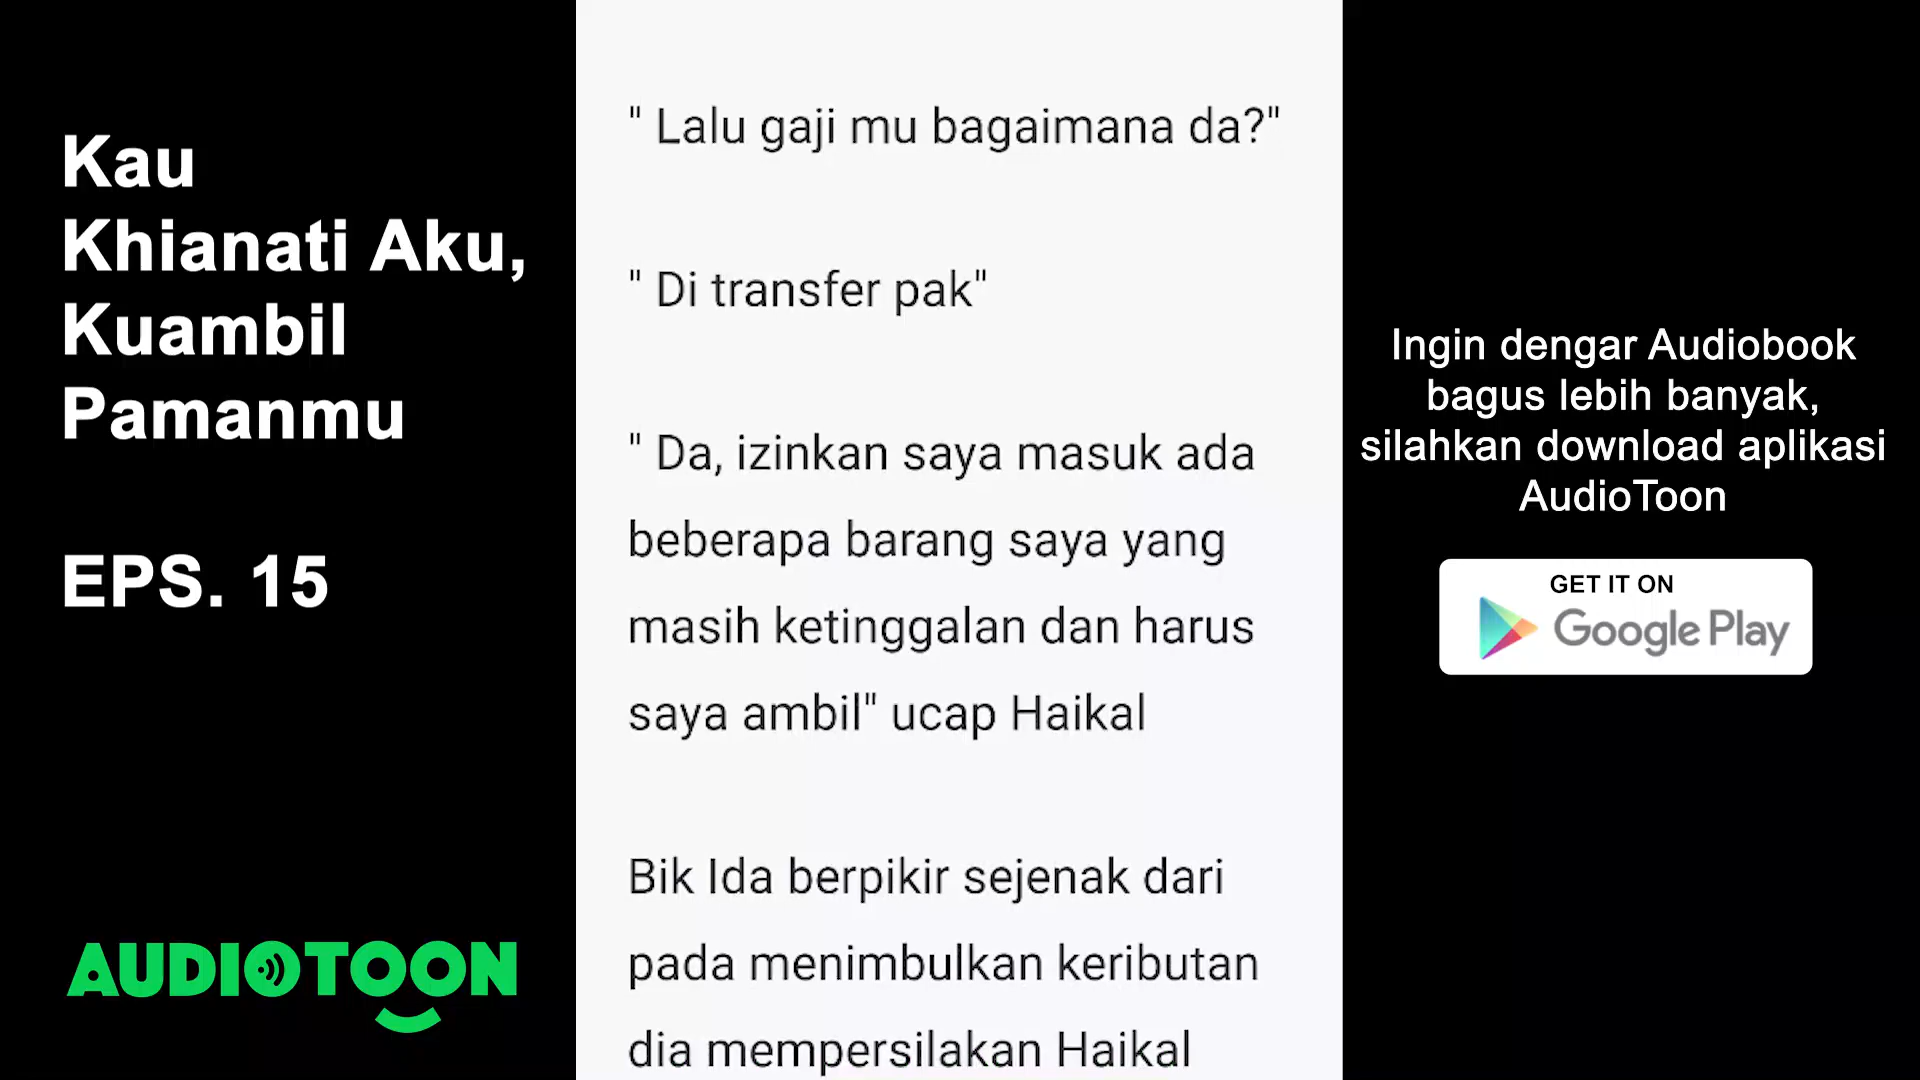 Kau
Khianati Aku,
Kuambil
Pamanmu
EPS. 15
AUDIOTOON
" Lalu gaji mu bagaimana da?"
" Di transfer pak"
" Da, izinkan saya masuk ada
beberapa barang saya yang
masih ketinggalan dan harus
saya ambil" ucap Haikal
Bik Ida berpikir sejenak dari
pada menimbulkan keributan
dia mempersilakan Haikal
Ingin dengar Audiobook
bagus lebih banyak,
silahkan download aplikasi
AudioToon
GET IT ON
Google Play